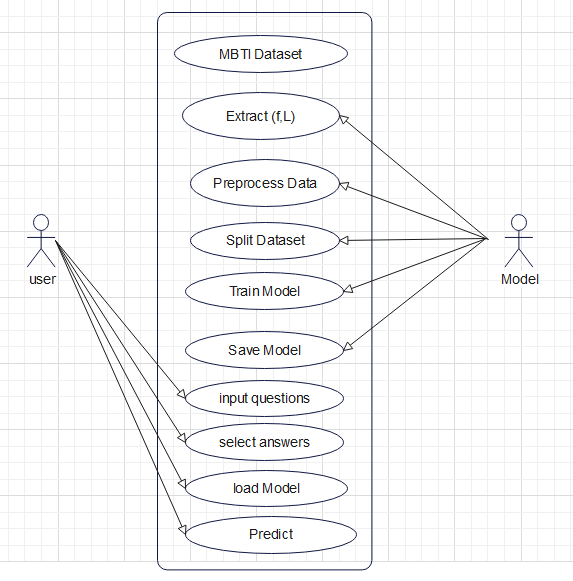 MBTI Dataset
Extract (f,L)
Preprocess Data
Split Dataset
user
Model
Train Model
Save Model
input questions
select answers
load Model
Predict